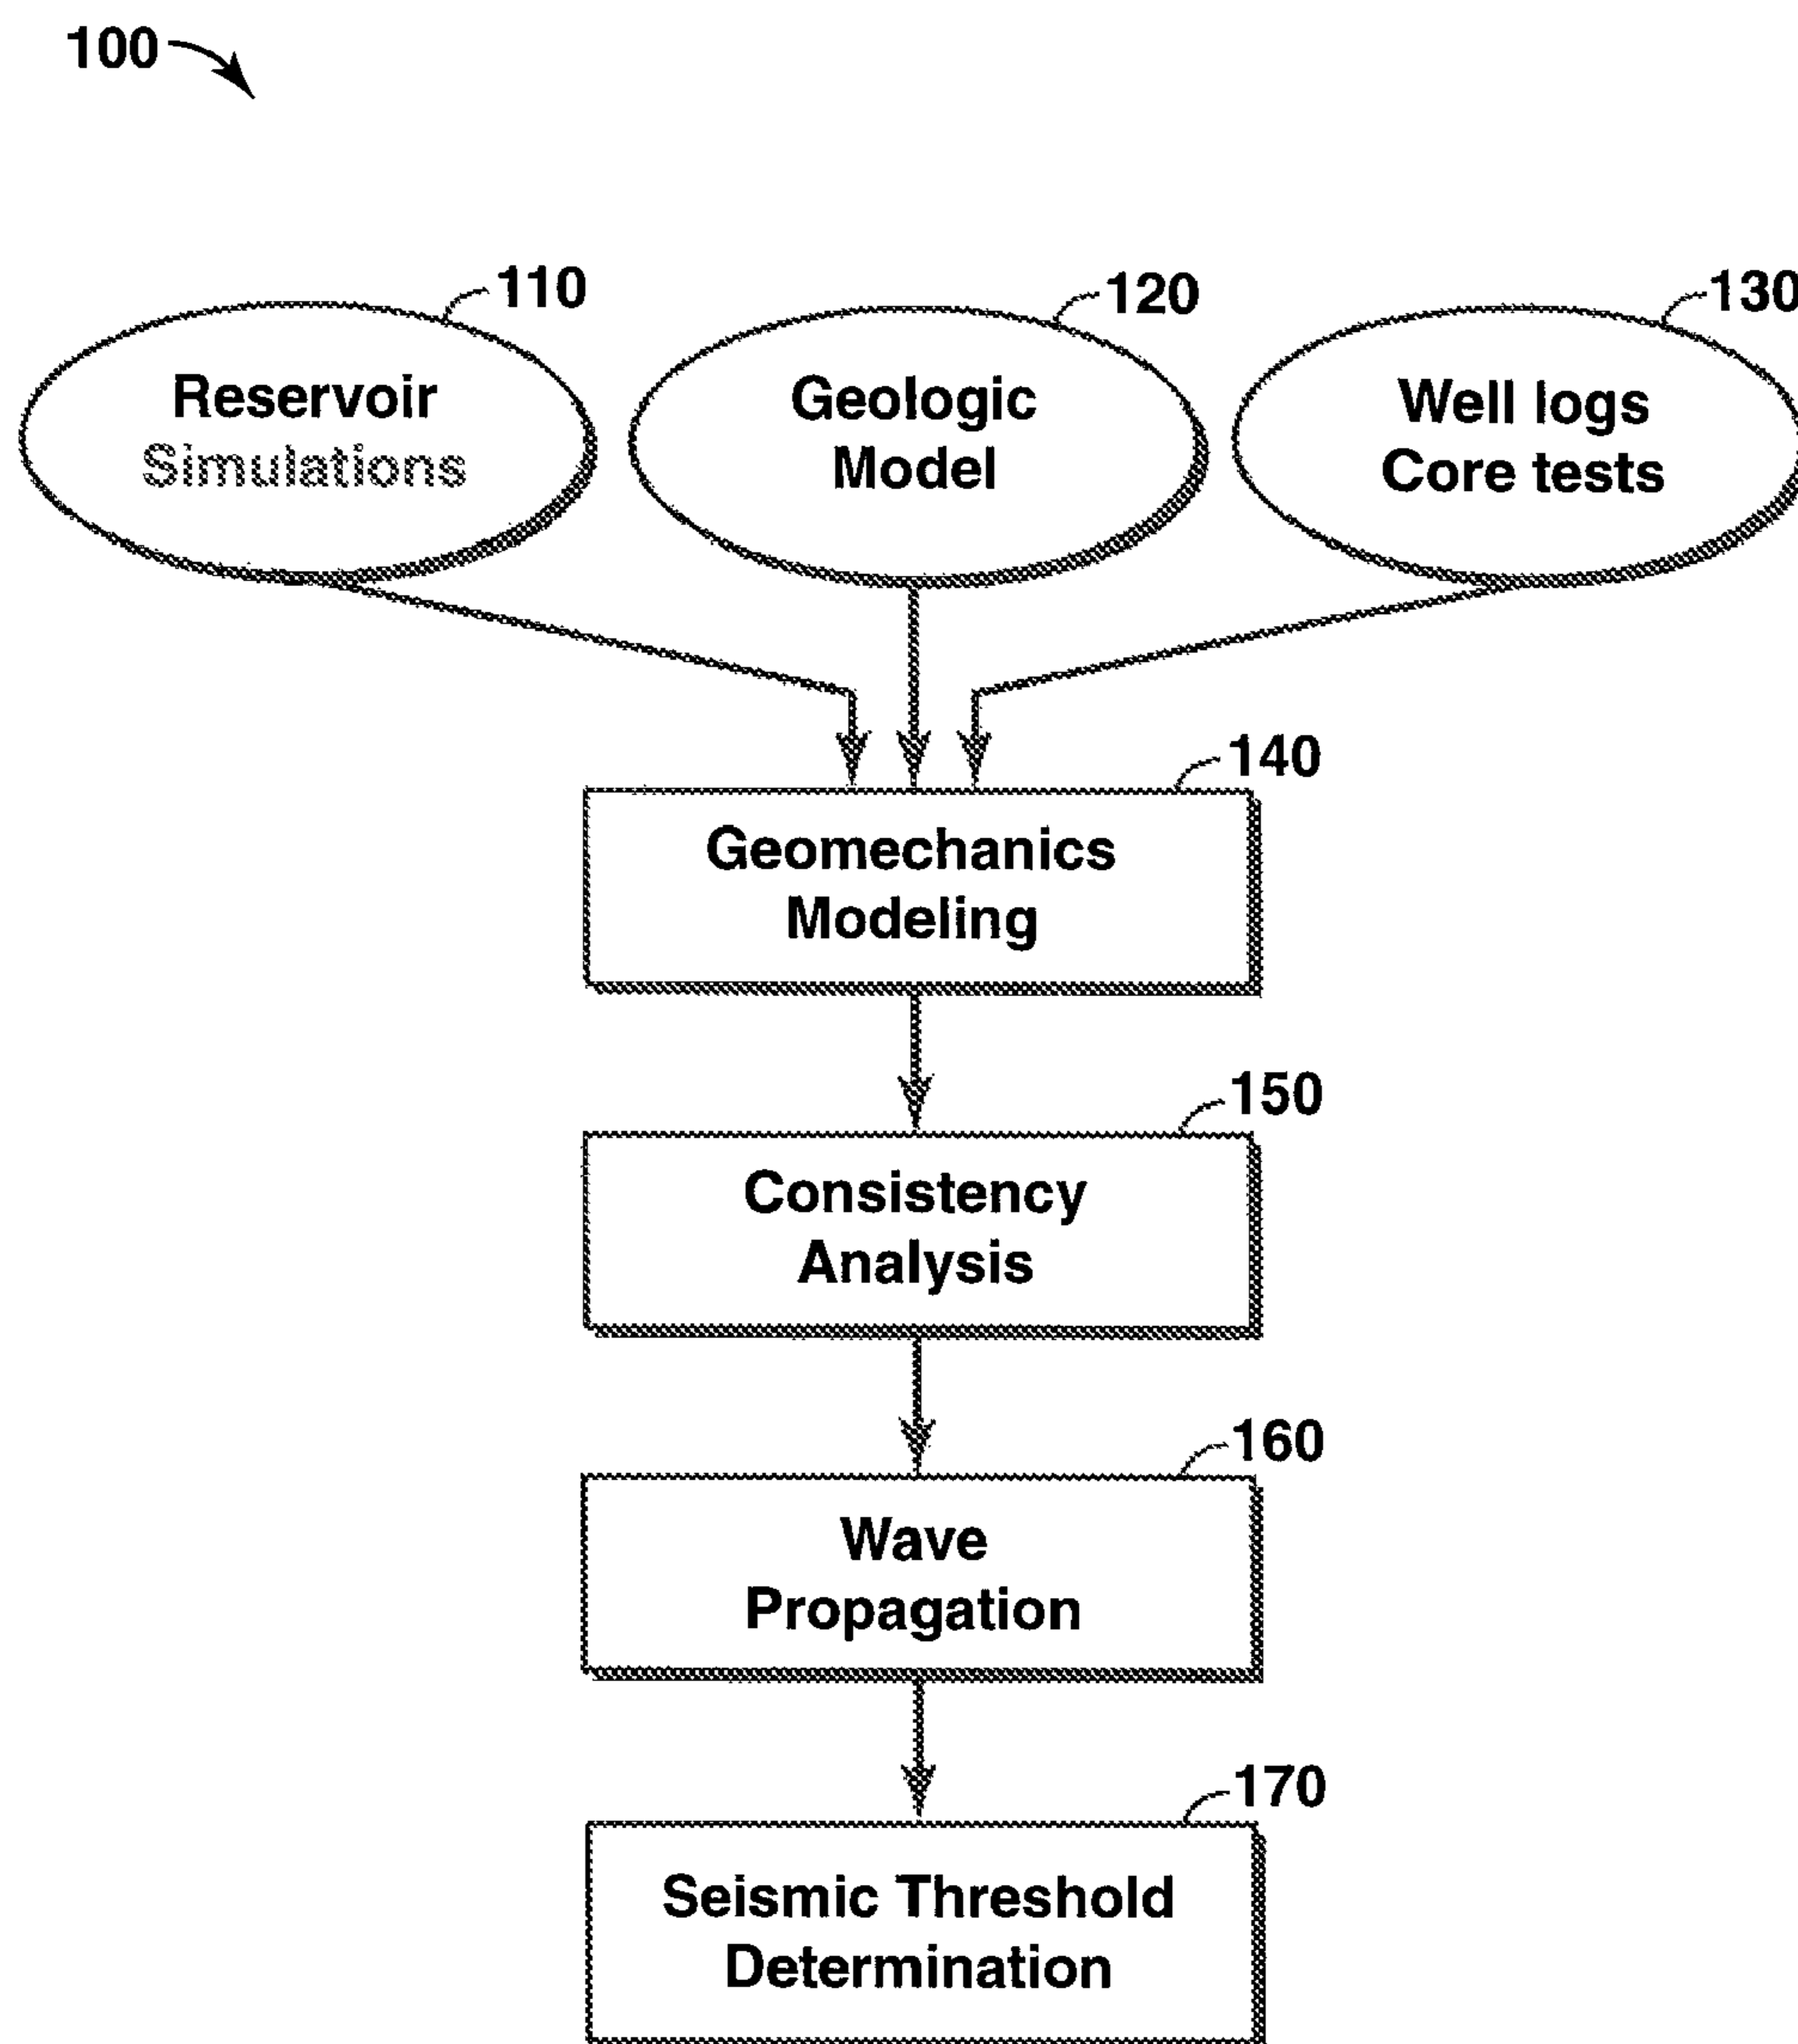 100
110
120
130
Reservoir
Simulations
Geologic
Model
Well logs
Core tests
140
Geomechanics
Modeling
150
Consistency
Analysis
160
Wave
Propagation
170
Seismic Threshold
Determination